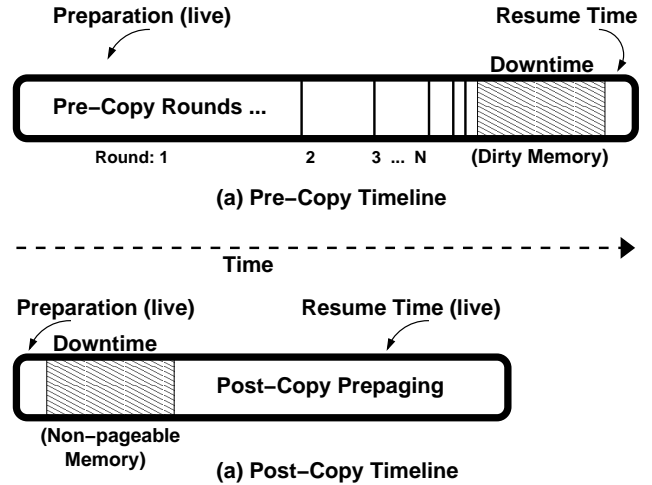 Preparation (live)
Resume Time
Downtime
Pre−Copy Rounds ...
Round: 1
2
3 ... N
(Dirty Memory)
(a) Pre−Copy Timeline
Time
Preparation (live)
Resume Time (live)
Downtime
Post−Copy Prepaging
(Non−pageable
Memory)
(a) Post−Copy Timeline